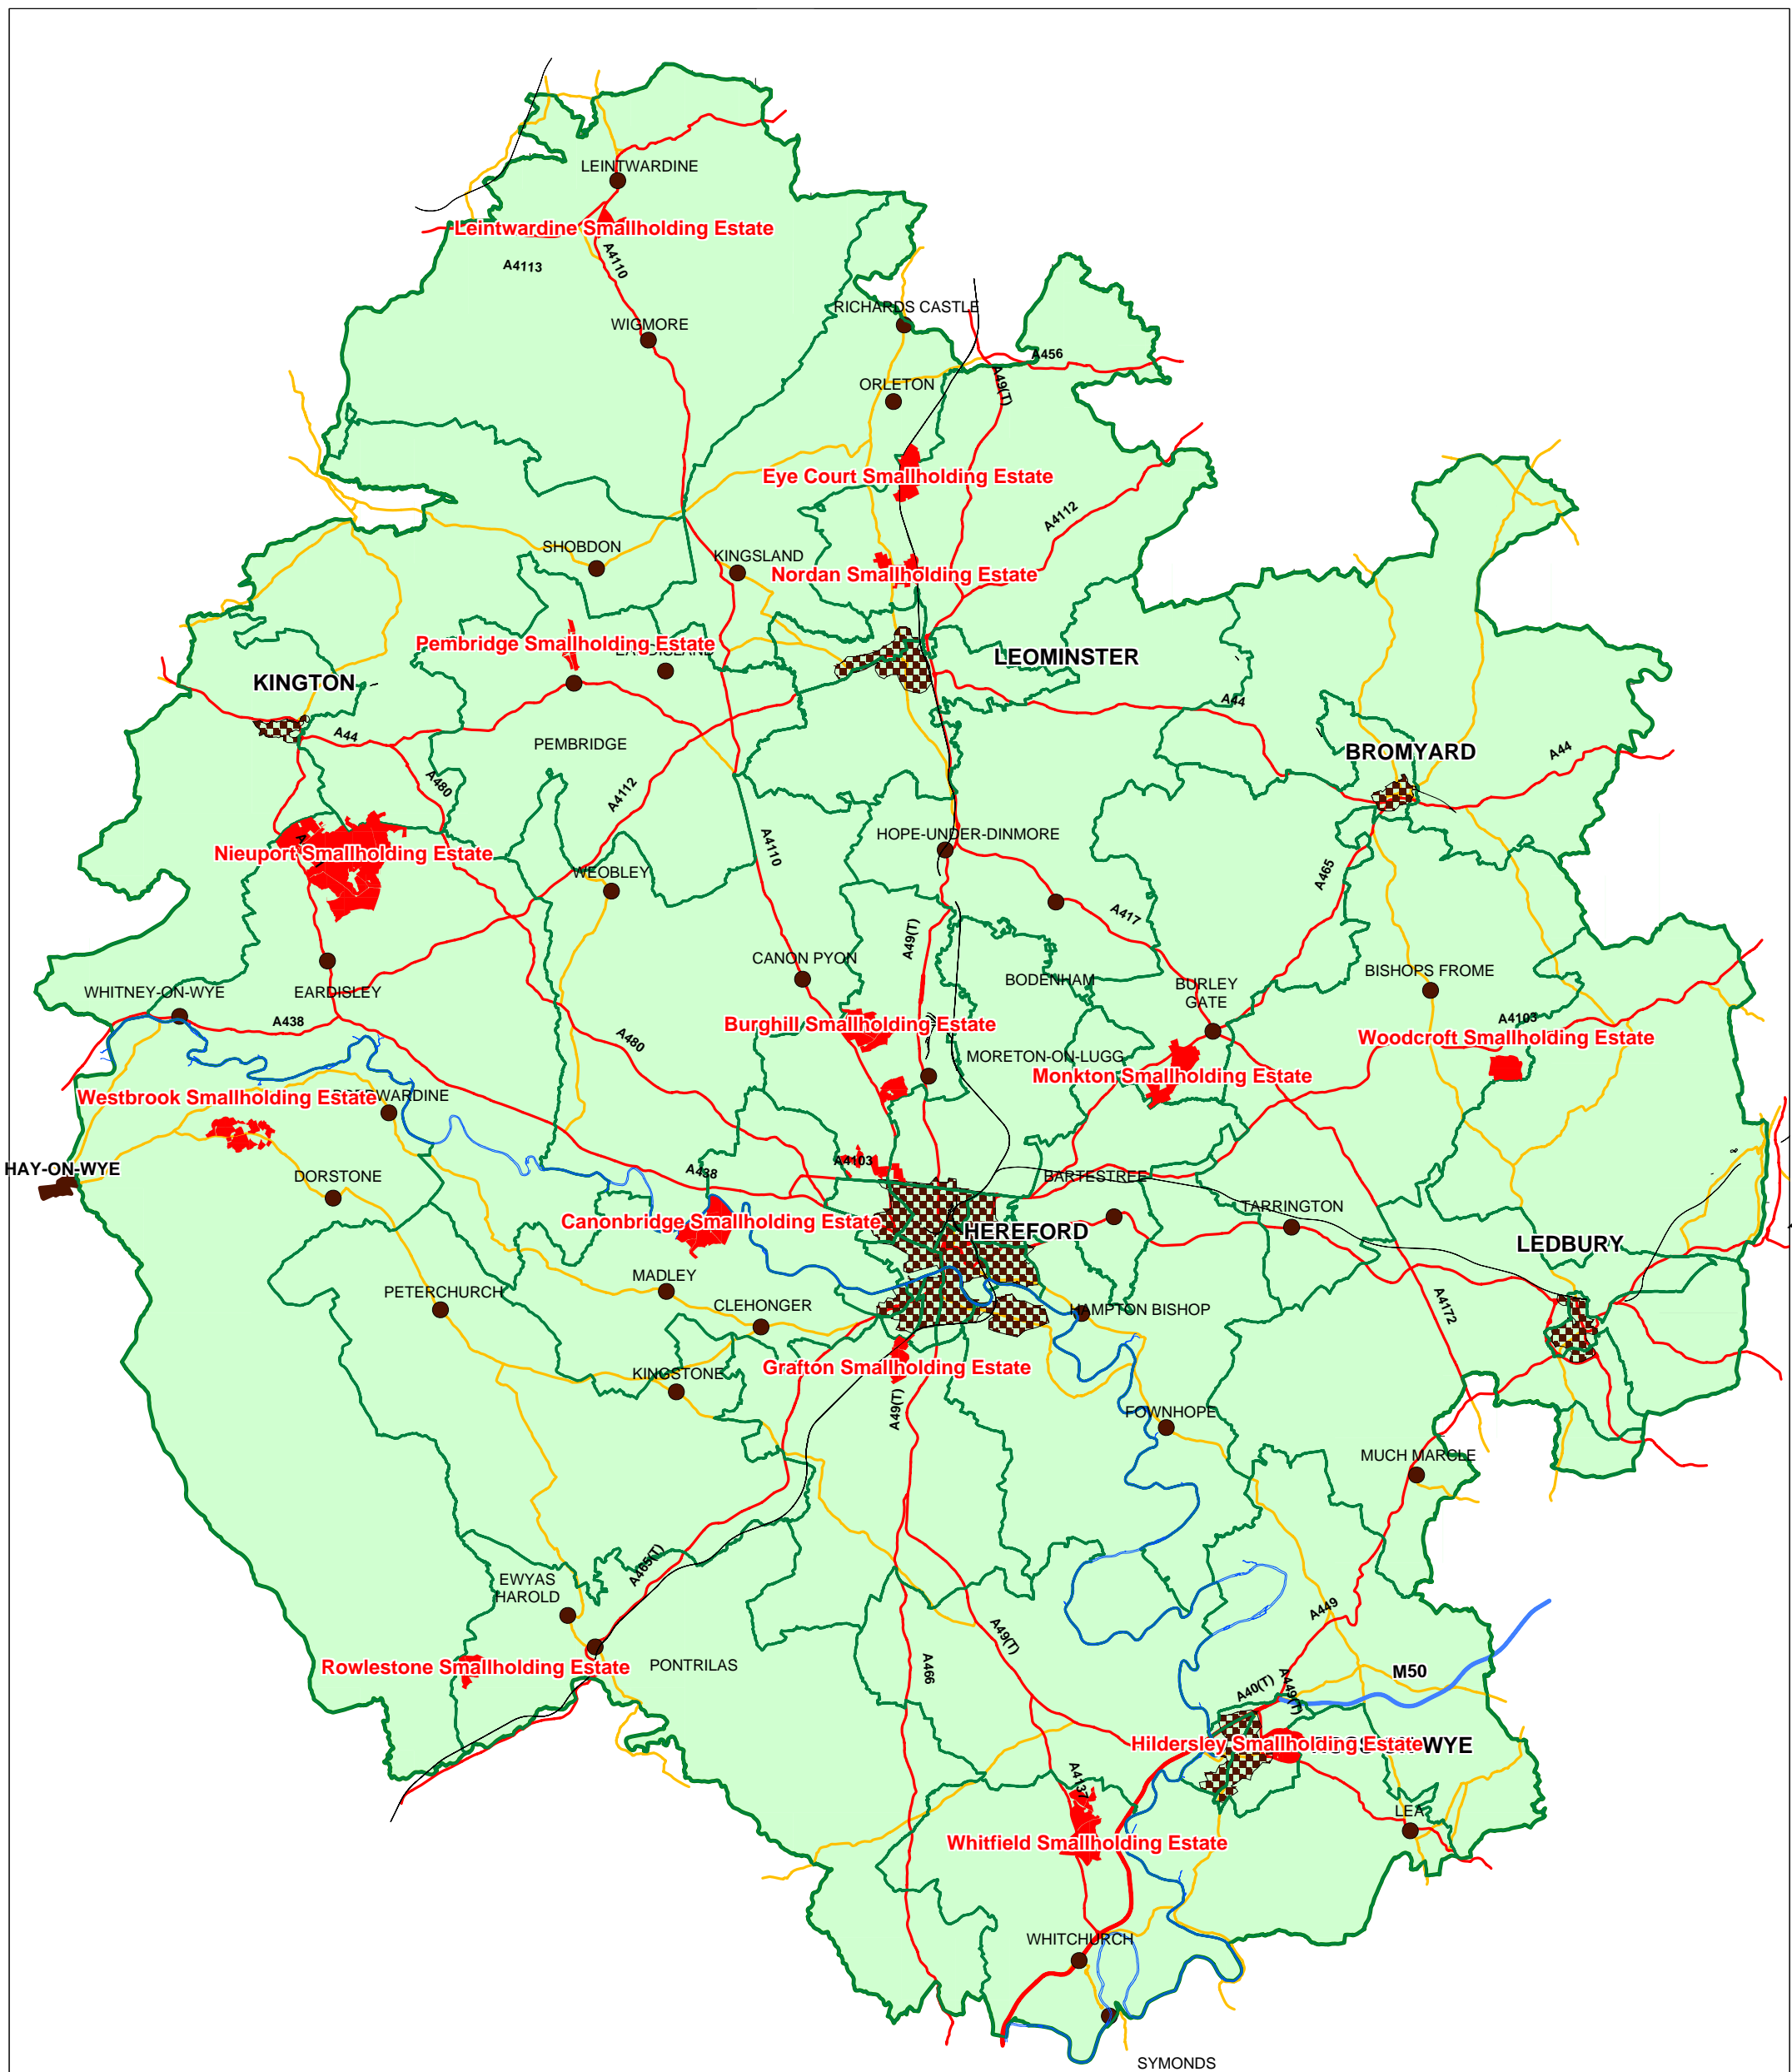 LEINTWARDINE
Leintwardine Smallholding Estate
A4113
A4110
RICHARDS CASTLE
WIGMORE
A456
A49(T)
ORLETON
Eye Court Smallholding Estate
A4112
SHOBDON
KINGSLAND
Nordan Smallholding Estate
Pembridge Smallholding Estate
LEOMINSTER
KINGTON
A44
A44
PEMBRIDGE
BROMYARD
A44
A480
A4112
A4110
HOPE-UNDER-DINMORE
Nieuport Smallholding Estate
WEOBLEY
A465
A417
A49(T)
CANON PYON
BODENHAM
BURLEY
GATE
BISHOPS FROME
WHITNEY-ON-WYE
EARDISLEY
A438
Burghill Smallholding Estate
A4103
Woodcroft Smallholding Estate
A480
MORETON-ON-LUGG
Monkton Smallholding Estate
Westbrook Smallholding Estate
HAY-ON-WYE
DORSTONE
A438
A4103
BARTESTREE
TARRINGTON
Canonbridge Smallholding Estate
HEREFORD
LEDBURY
MADLEY
PETERCHURCH
CLEHONGER
HAMPTON BISHOP
A4172
Grafton Smallholding Estate
KINGSTONE
A49(T)
FOWNHOPE
MUCH MARCLE
A465(T)
EWYAS
HAROLD
A449
A49(T)
Rowlestone Smallholding Estate
PONTRILAS
A466
M50
A40(T)
A449(T)
Hildersley Smallholding Estate
WYE
A4137
LEA
Whitfield Smallholding Estate
WHITCHURCH
SYMONDS